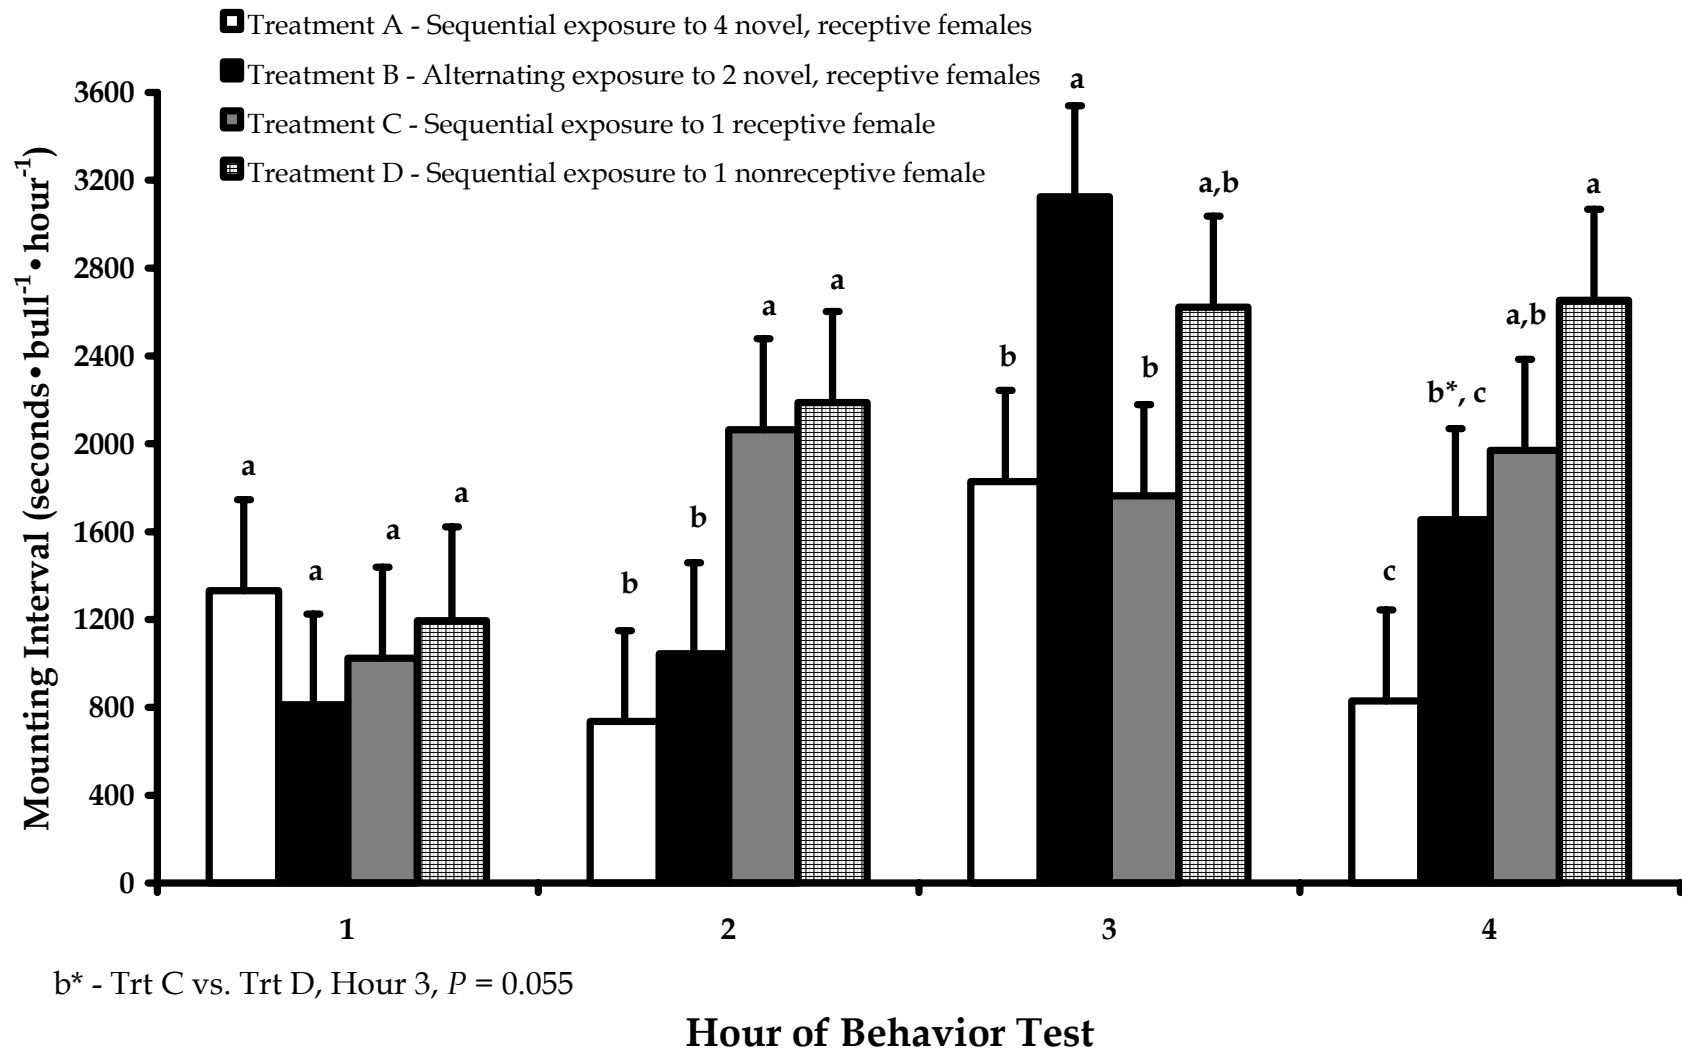 Treatment A - Sequential exposure to 4 novel, receptive females
Treatment B - Alternating exposure to 2 novel, receptive females
Treatment C - Sequential exposure to 1 receptive female
Treatment D - Sequential exposure to 1 nonreceptive female
Mounting Interval (seconds•bull⁻¹•hour⁻¹)
3600
3200
2800
2400
2000
1600
1200
800
400
0
a
a
a
a
b
b
a
a
b
a
b
a,b
c
b*, c
a,b
a
1
2
3
4
b* - Trt C vs. Trt D, Hour 3, P = 0.055
Hour of Behavior Test